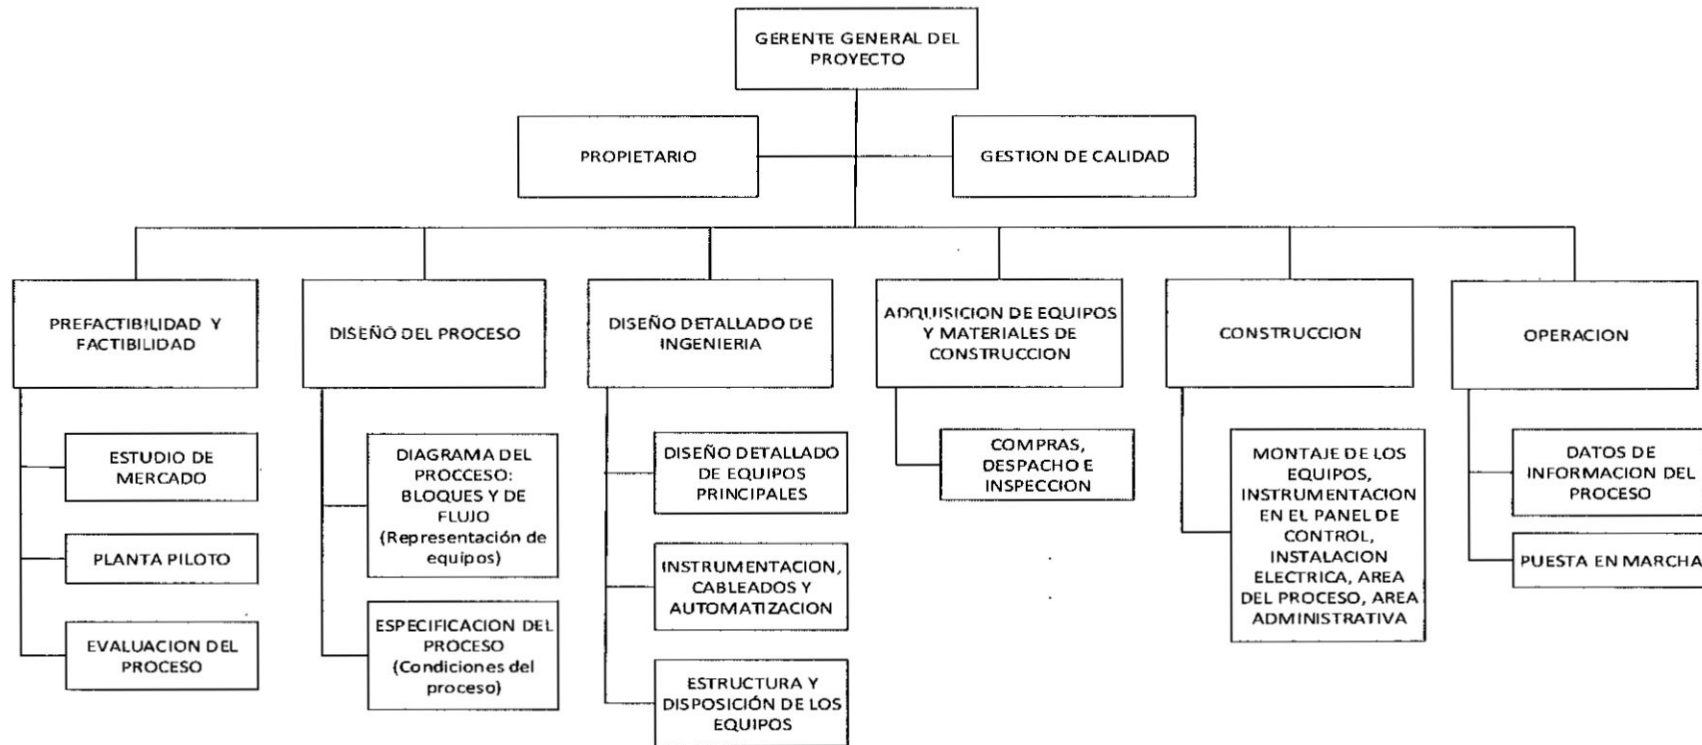 GERENTE GENERAL DEL
PROYECTO
PROPIETARIO
GESTION DE CALIDAD
PREFACTIBILIDAD Y
FACTIBILIDAD
DISEÑO DEL PROCESO
DISEÑO DETALLADO DE
INGENIERIA
ADQUISICION DE EQUIPOS
Y MATERIALES DE
CONSTRUCCION
CONSTRUCCION
OPERACION
ESTUDIO DE
MERCADO
PLANTA PILOTO
EVALUACION DEL
PROCESO
DIAGRAMA DEL
PROCCESO:
BLOQUES Y DE
FLUJO
(Representación de
equipos)
ESPECIFICACION DEL
PROCESO
(Condiciones del
proceso)
DISEÑO DETALLADO
DE EQUIPOS
PRINCIPALES
INSTRUMENTACION,
CABLEADOS Y
AUTOMATIZACION
ESTRUCTURA Y
DISPOSICIÓN DE LOS
EQUIPOS
COMPRAS,
DESPACHO E
INSPECCION
MONTAJE DE LOS
EQUIPOS,
INSTRUMENTACION
EN EL PANEL DE
CONTROL,
INSTALACION
ELECTRICA, AREA
DEL PROCESO, AREA
ADMINISTRATIVA
DATOS DE
INFORMACION DEL
PROCESO
PUESTA EN MARCHA